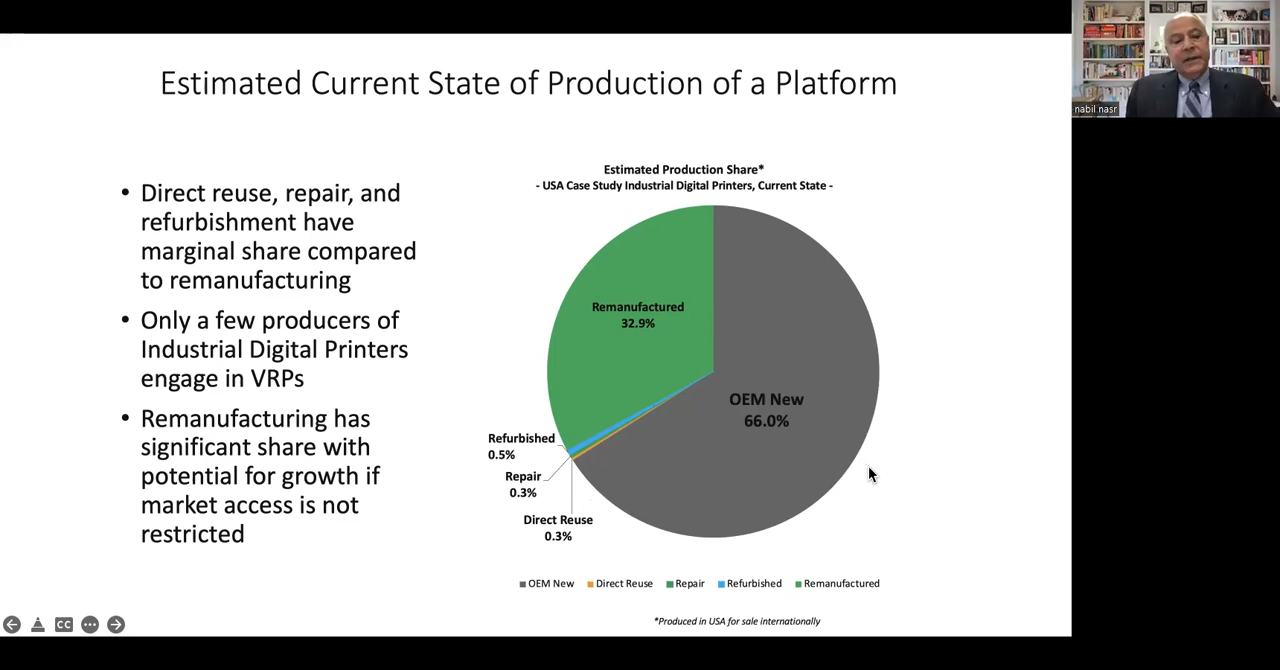 Estimated Current State of Production of a Platform
nabil nasr
• Direct reuse, repair, and
refurbishment have
marginal share compared
to remanufacturing
• Only a few producers of
Industrial Digital Printers
engage in VRPs
• Remanufacturing has
significant share with
potential for growth if
market access is not
restricted
Estimated Production Share*
- USA Case Study Industrial Digital Printers, Current State -
Remanufactured
32.9%
OEM New
66.0%
Refurbished
0.5%
Repair
0.3%
Direct Reuse
0.3%
OEM New Direct Reuse Repair Refurbished Remanufactured
*Produced in USA for sale internationally
CC